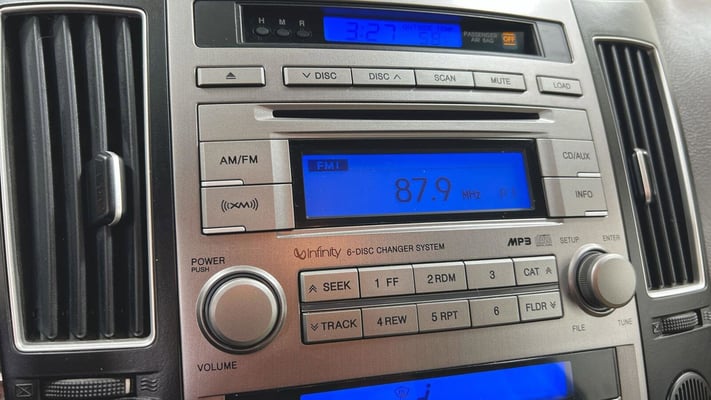 H M R
3:27
PASSENGER
AIR BAG OFF
DISC
DISC
SCAN
MUTE
LOAD
AM/FM
FM1
CD/AUX
87.9 MHz
((XM))
INFO
Infinity 6-DISC CHANGER SYSTEM
MP3
SETUP
ENTER
POWER
PUSH
SEEK
1 FF
2 RDM
3
CAT
TRACK
4 REW
5 RPT
6
FLDR
FILE
TUNE
VOLUME